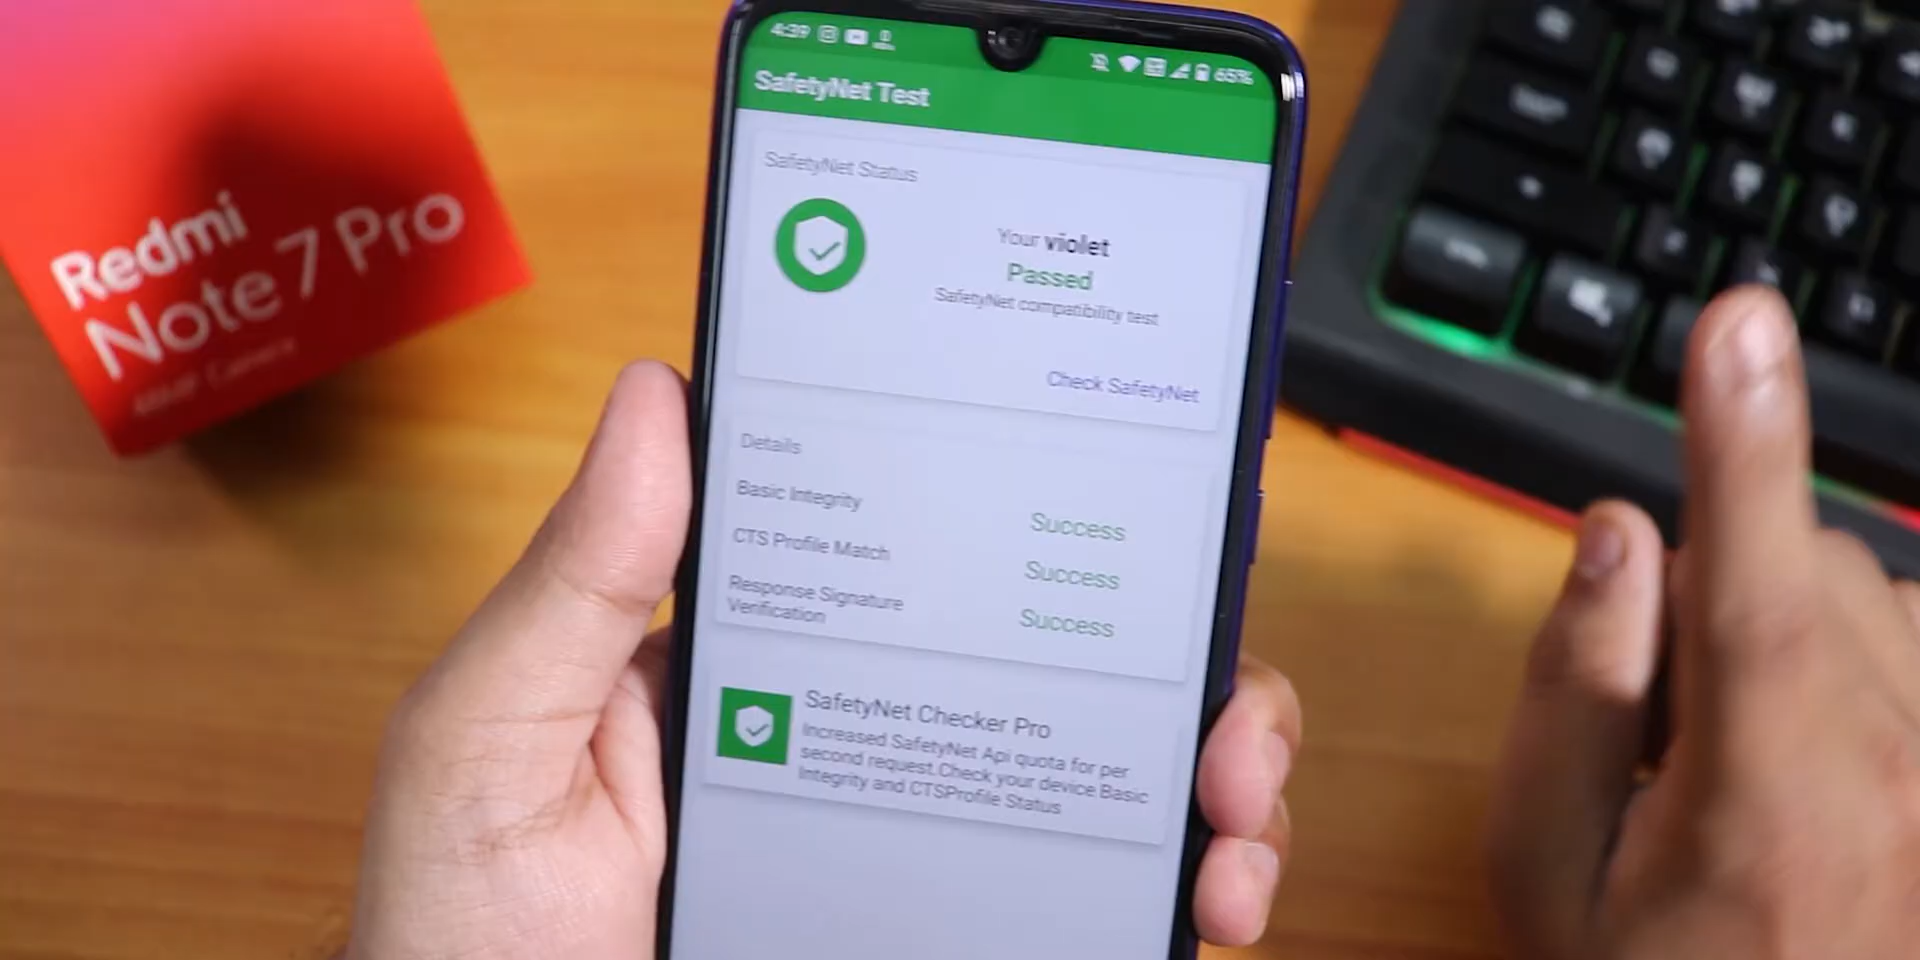 Redmi
Note 7 Pro
48MP Camera
4:39
65%
SafetyNet Test
SafetyNet Status
Your violet
Passed
SafetyNet compatibility test
Check SafetyNet
Details
Basic Integrity
Success
CTS Profile Match
Success
Response Signature
Verification
Success
SafetyNet Checker Pro
Increased SafetyNet Api quota for per
second request.Check your device Basic
Integrity and CTSProfile Status